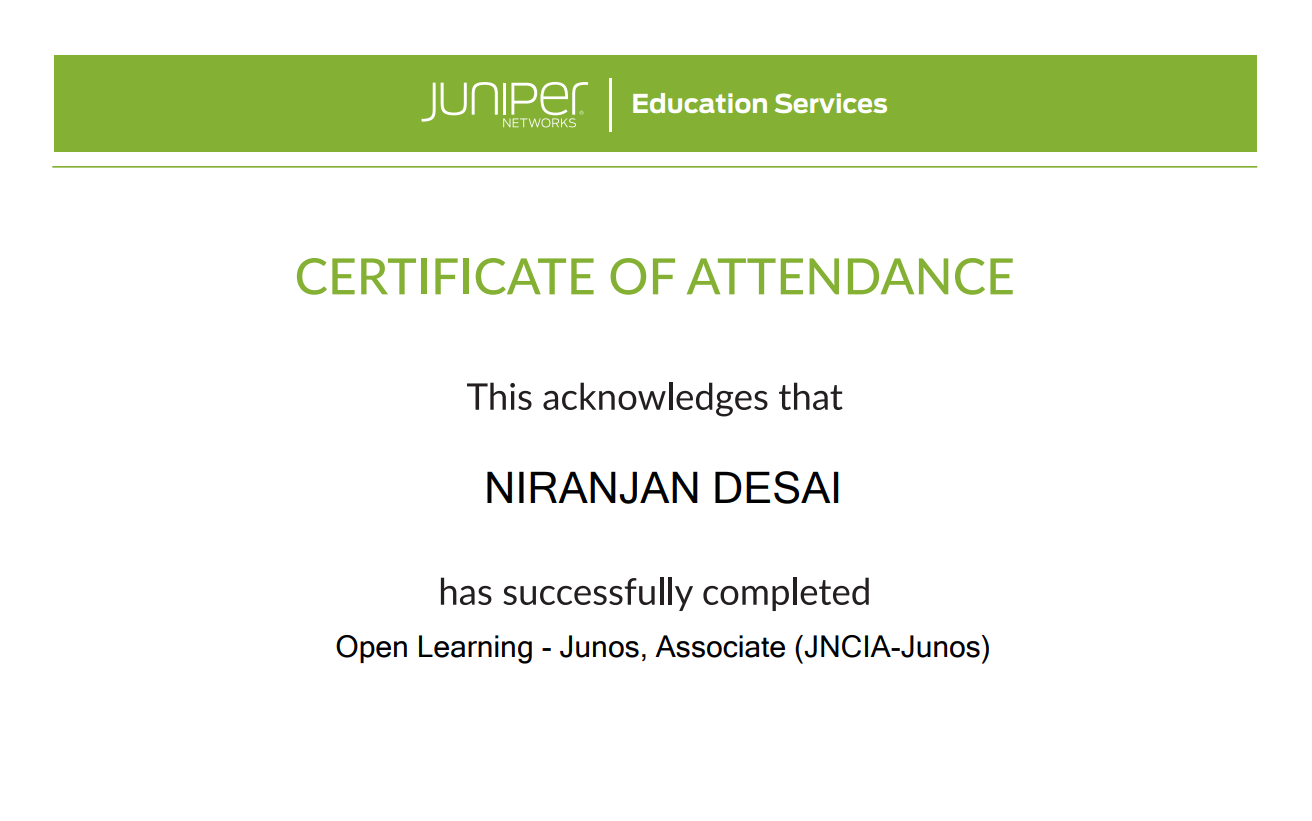 JUNIPEr
NETWORKS
Education Services
CERTIFICATE OF ATTENDANCE
This acknowledges that
NIRANJAN DESAI
has successfully completed
Open Learning - Junos, Associate (JNCIA-Junos)